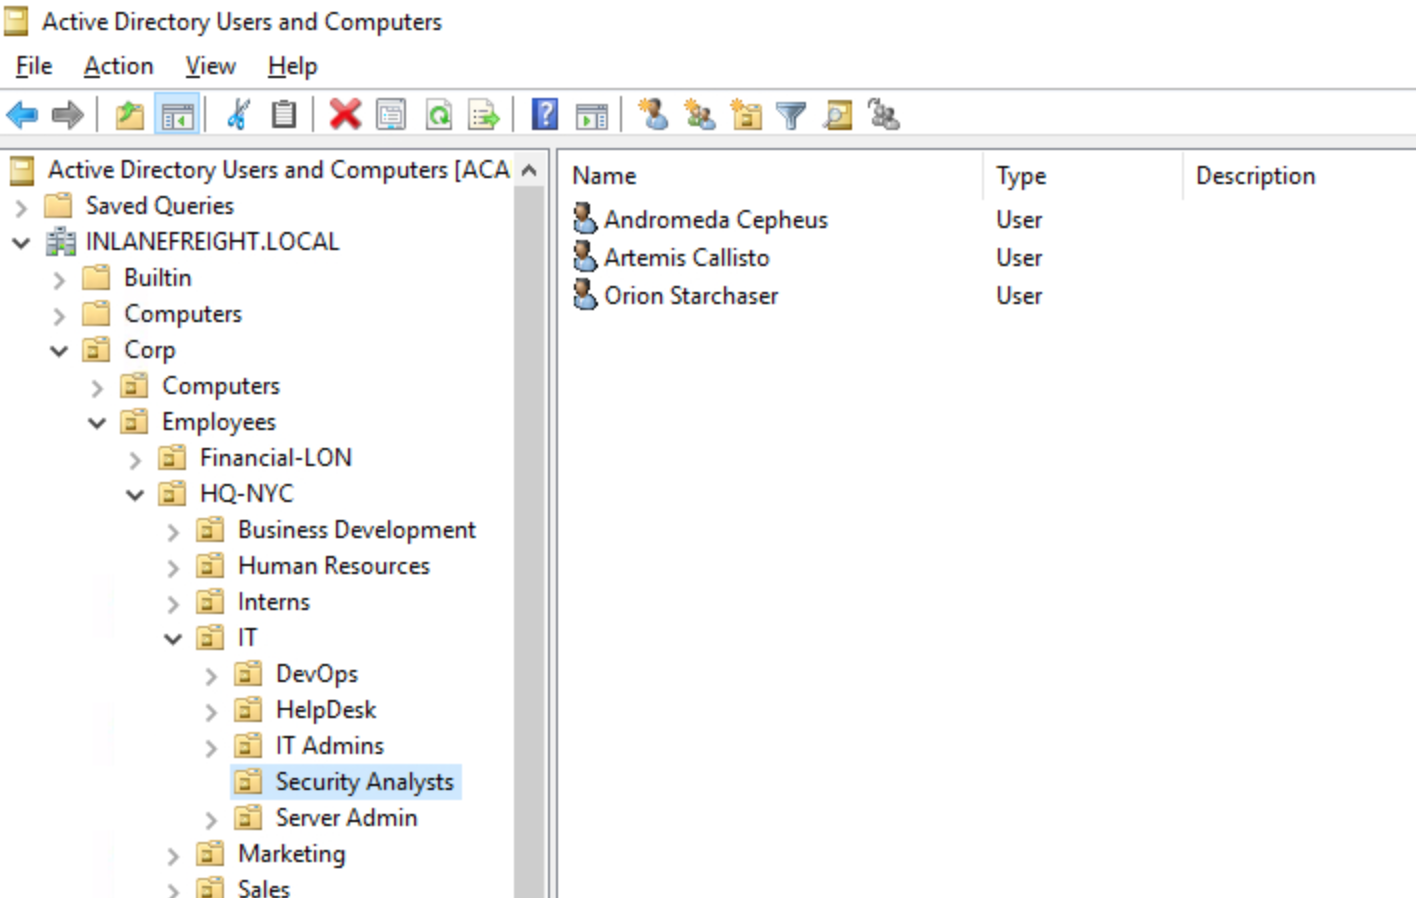 Active Directory Users and Computers
File Action View Help
Active Directory Users and Computers [ACA
Saved Queries
INLANEFREIGHT.LOCAL
Builtin
Computers
Corp
Computers
Employees
Financial-LON
HQ-NYC
Business Development
Human Resources
Interns
IT
DevOps
HelpDesk
IT Admins
Security Analysts
Server Admin
Marketing
Sales
Name Type Description
Andromeda Cepheus User
Artemis Callisto User
Orion Starchaser User